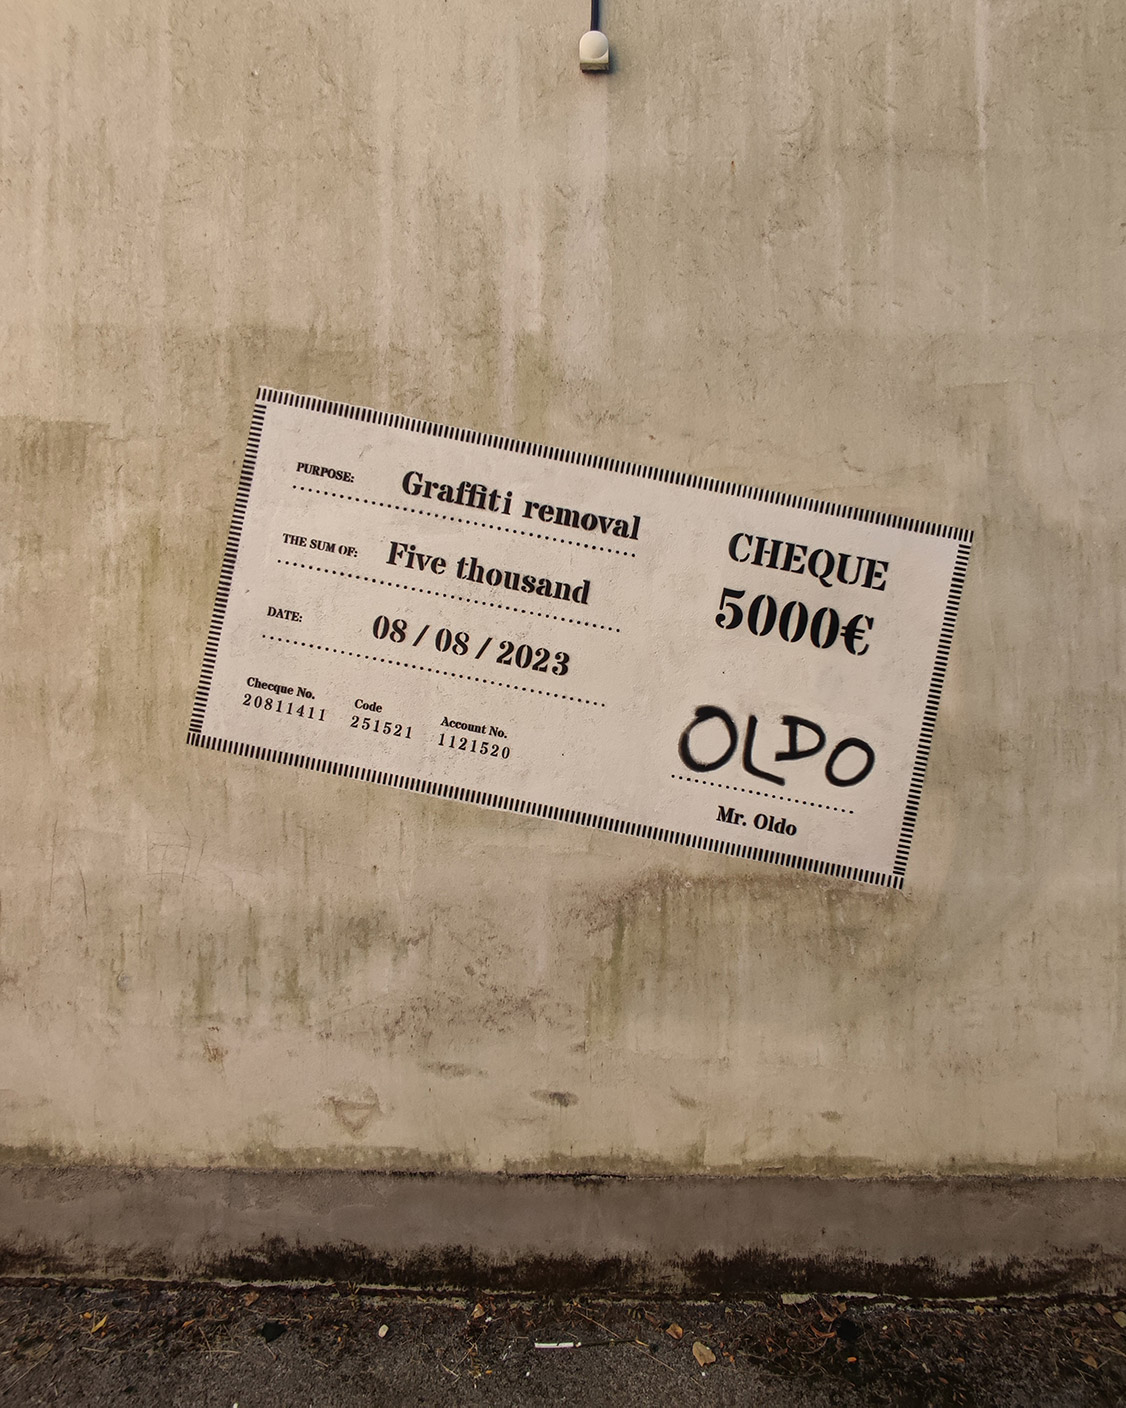 PURPOSE: Graffiti removal
THE SUM OF: Five thousand
DATE: 08 / 08 / 2023
Checque No. Code Account No.
20811411 251521 1121520
CHEQUE
5000€
OLDO
Mr. Oldo